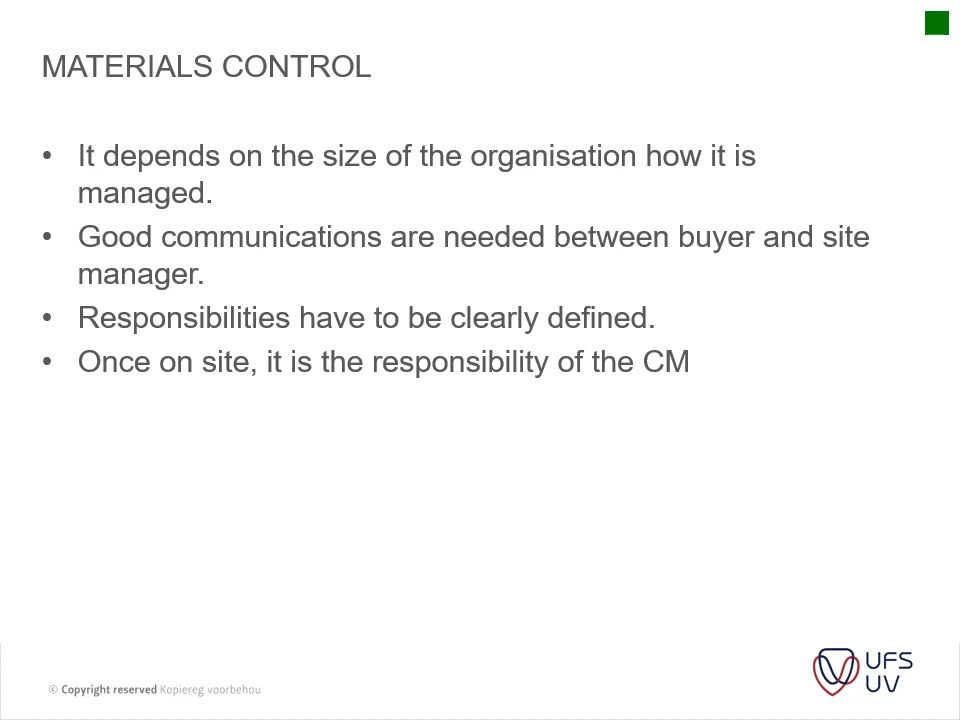 MATERIALS CONTROL
• It depends on the size of the organisation how it is
managed.
• Good communications are needed between buyer and site
manager.
• Responsibilities have to be clearly defined.
• Once on site, it is the responsibility of the CM
© Copyright reserved Kopiereg voorbehou
UFS
UV